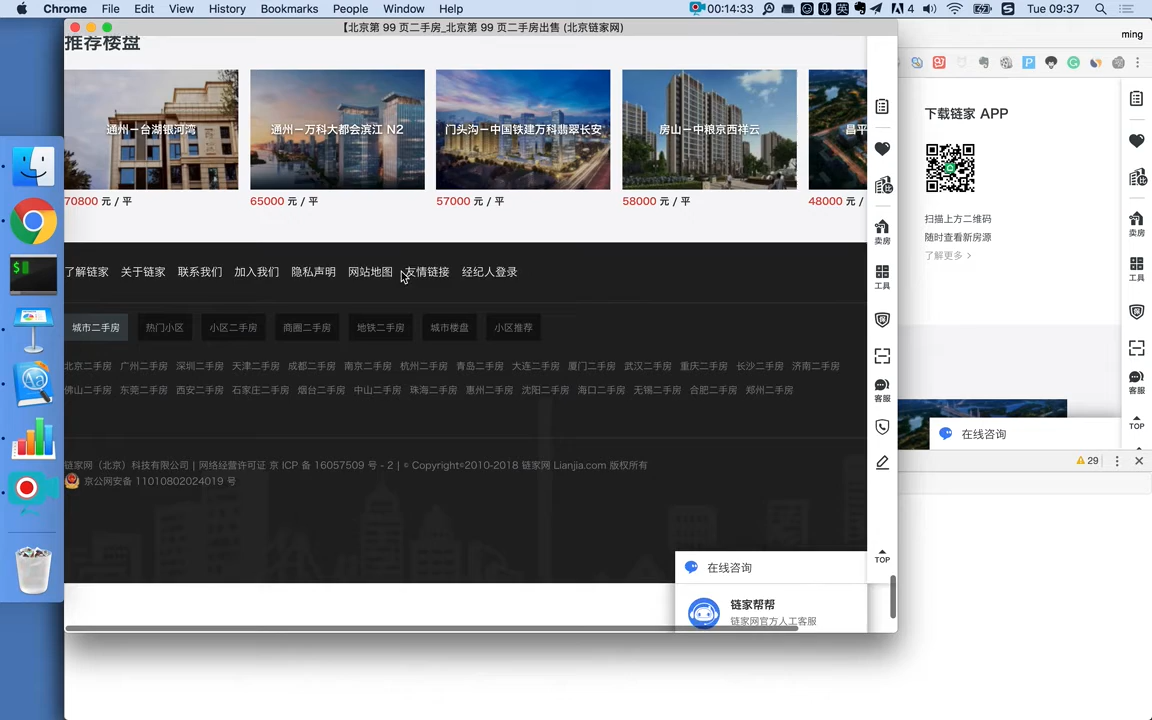 Chrome File Edit View History Bookmarks People Window Help 00:14:33 4 Tue 09:37
【北京第 99 页二手房_北京第 99 页二手房出售 (北京链家网)
ming
推荐楼盘
通州－台湖银河湾 通州－万科大都会滨江 N2 门头沟－中国铁建万科翡翠长安 房山－中粮京西祥云 昌平
70800 元 / 平 65000 元 / 平 57000 元 / 平 58000 元 / 平 48000 元 /
了解链家 关于链家 联系我们 加入我们 隐私声明 网站地图 友情链接 经纪人登录
城市二手房 热门小区 小区二手房 商圈二手房 地铁二手房 城市楼盘 小区推荐
北京二手房 广州二手房 深圳二手房 天津二手房 成都二手房 南京二手房 杭州二手房 青岛二手房 大连二手房 厦门二手房 武汉二手房 重庆二手房 长沙二手房 济南二手房
佛山二手房 东莞二手房 西安二手房 石家庄二手房 烟台二手房 中山二手房 珠海二手房 惠州二手房 沈阳二手房 海口二手房 无锡二手房 合肥二手房 郑州二手房
链家网（北京）科技有限公司 | 网络经营许可证 京 ICP 备 16057509 号 - 2 | © Copyright©2010-2018 链家网 Lianjia.com 版权所有
京公网安备 11010802024019 号
卖房
工具
客服
TOP
在线咨询
链家帮帮
链家网官方人工客服
下载链家 APP
扫描上方二维码
随时查看新房源
了解更多 >
卖房
工具
客服
TOP
在线咨询
29